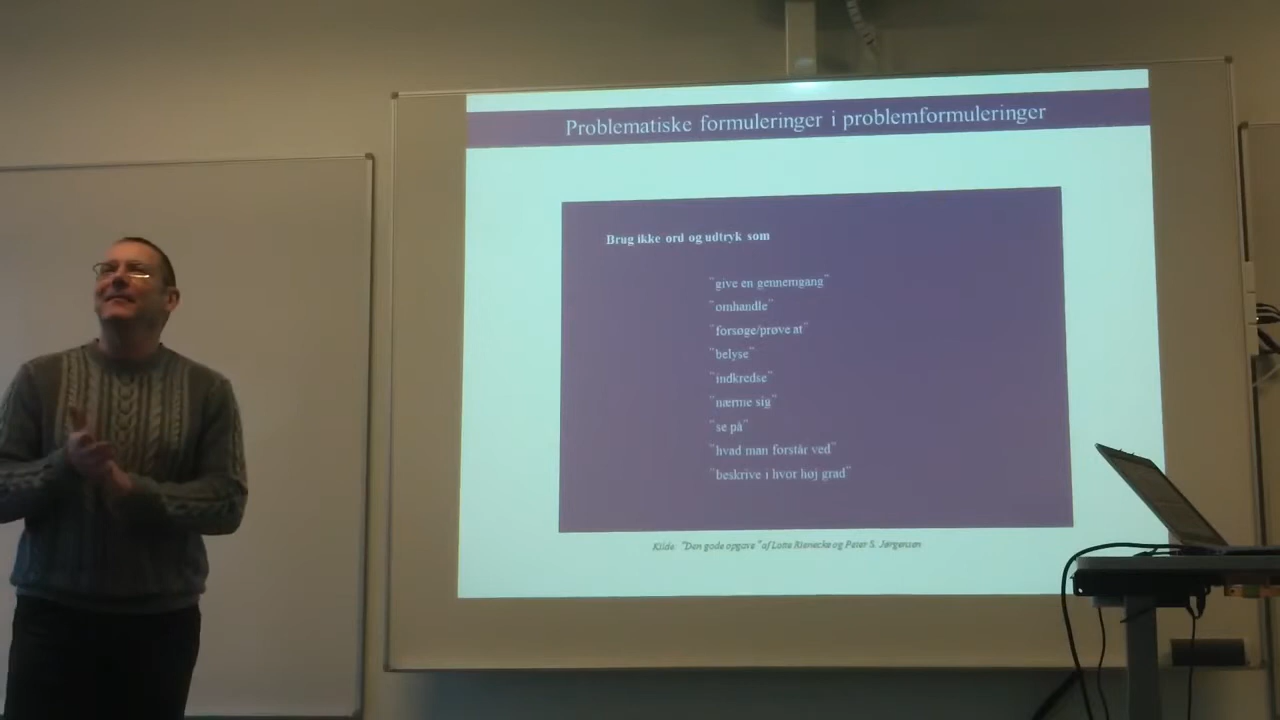 Problematiske formuleringer i problemformuleringer
Brug ikke ord og udtryk som
"give en gennemgang"
"omhandle"
"forsøge/prøve at"
"belyse"
"indkredse"
"nærme sig"
"se på"
"hvad man forstår ved"
"beskrive i hvor høj grad"
Kilde: "Den gode opgave" af Lotte Rienecke og Peter S. Jørgensen